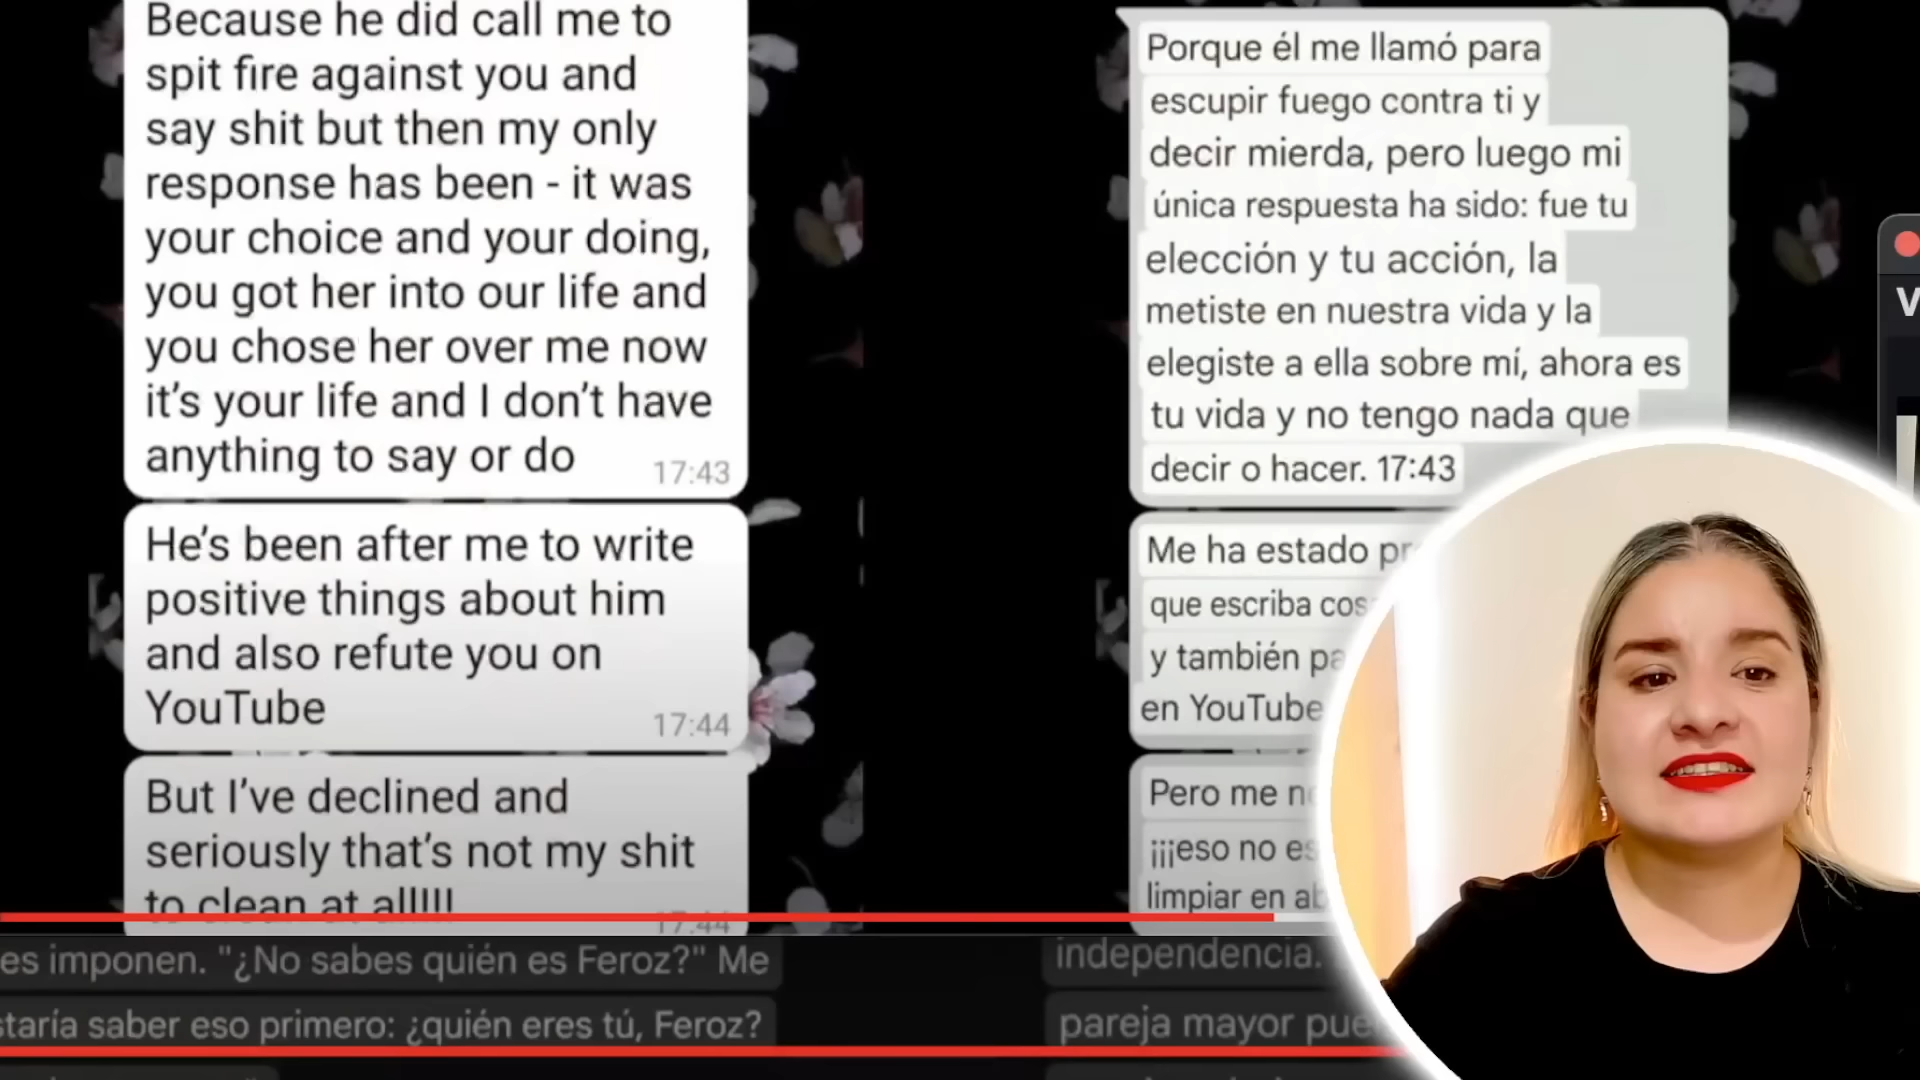 Because he did call me to
spit fire against you and
say shit but then my only
response has been - it was
your choice and your doing,
you got her into our life and
you chose her over me now
it's your life and I don't have
anything to say or do
17:43
He's been after me to write
positive things about him
and also refute you on
YouTube
17:44
But I've declined and
seriously that's not my shit
to clean at all!!!!
17:44
Porque él me llamó para
escupir fuego contra ti y
decir mierda, pero luego mi
única respuesta ha sido: fue tu
elección y tu acción, la
metiste en nuestra vida y la
elegiste a ella sobre mí, ahora es
tu vida y no tengo nada que
decir o hacer. 17:43
Me ha estado
que escriba
y también
en YouTube
Pero me
¡¡¡eso no
limpiar en
es imponen. "¿No sabes quién es Feroz?" Me
staría saber eso primero: ¿quién eres tú, Feroz?
independencia.
pareja mayor
V